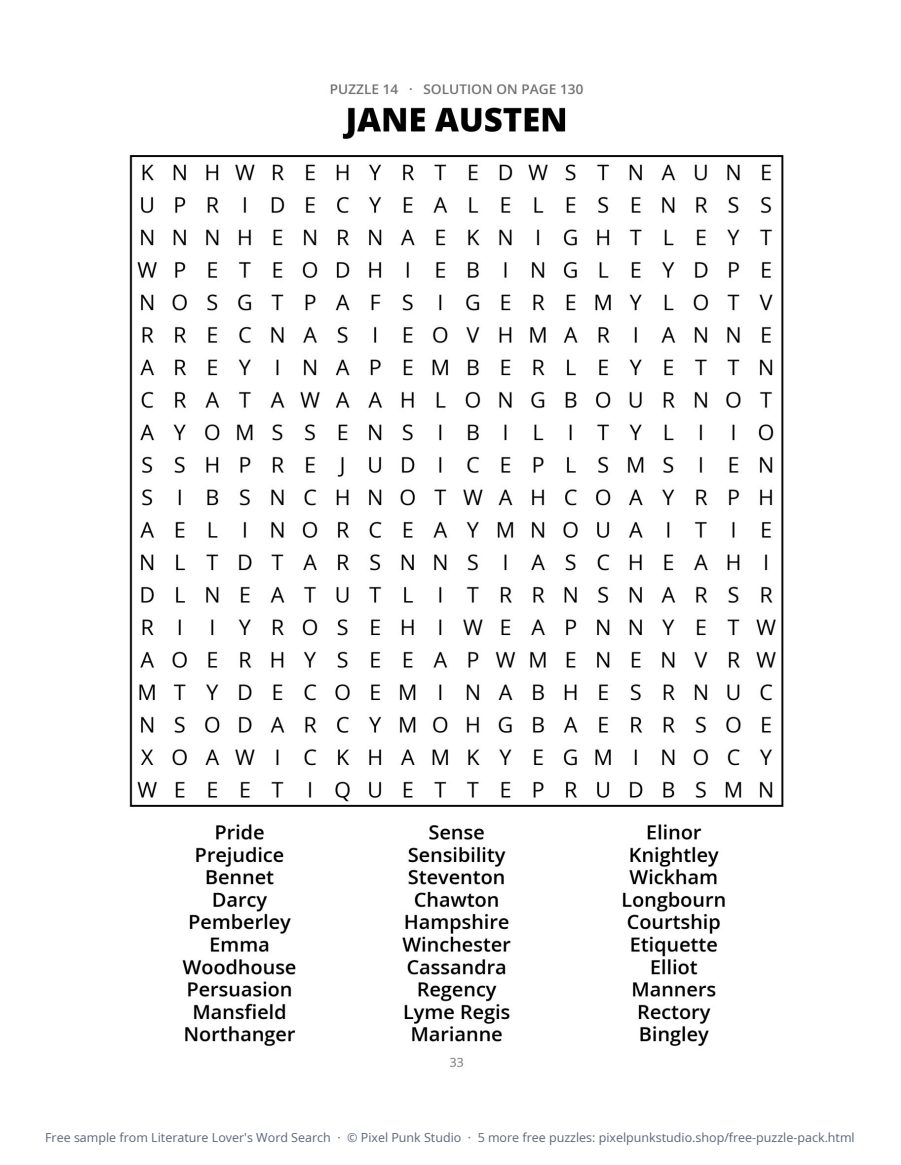 PUZZLE 14 · SOLUTION ON PAGE 130
JANE AUSTEN
K N H W R E H Y R T E D W S T N A U N E
U P R I D E C Y E A L E L E S E N R S S
N N N H E N R N A E K N I G H T L E Y T
W P E T E O D H I E B I N G L E Y D P E
N O S G T P A F S I G E R E M Y L O T V
R R E C N A S I E O V H M A R I A N N E
A R E Y I N A P E M B E R L E Y E T T N
C R A T A W A A H L O N G B O U R N O T
A Y O M S S E N S I B I L I T Y L I I O
S S H P R E J U D I C E P L S M S I E N
S I B S N C H N O T W A H C O A Y R P H
A E L I N O R C E A Y M N O U A I T I E
N L T D T A R S N N S I A S C H E A H I
D L N E A T U T L I T R R N S N A R S R
R I I Y R O S E H I W E A P N N Y E T W
A O E R H Y S E E A P W M E N E N V R W
M T Y D E C O E M I N A B H E S R N U C
N S O D A R C Y M O H G B A E R R S O E
X O A W I C K H A M K Y E G M I N O C Y
W E E E T I Q U E T T E P R U D B S M N
Pride Sense Elinor
Prejudice Sensibility Knightley
Bennet Steventon Wickham
Darcy Chawton Longbourn
Pemberley Hampshire Courtship
Emma Winchester Etiquette
Woodhouse Cassandra Elliot
Persuasion Regency Manners
Mansfield Lyme Regis Rectory
Northanger Marianne Bingley
33
Free sample from Literature Lover's Word Search · © Pixel Punk Studio · 5 more free puzzles: pixelpunkstudio.shop/free-puzzle-pack.html